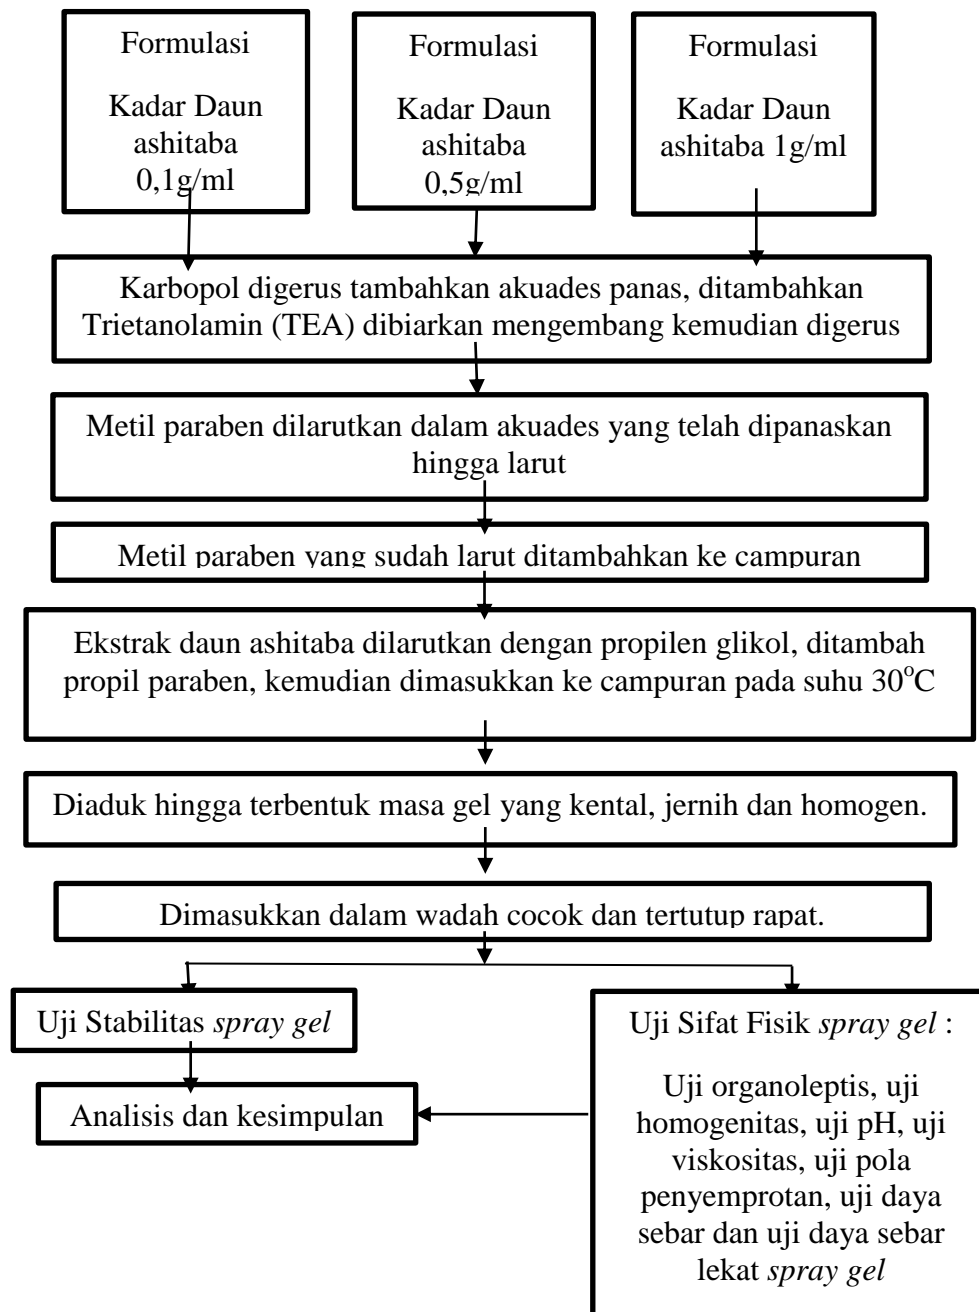 Formulasi
Kadar Daun
ashitaba
0,1g/ml
Formulasi
Kadar Daun
ashitaba
0,5g/ml
Formulasi
Kadar Daun
ashitaba 1g/ml
Karbopol digerus tambahkan akuades panas, ditambahkan
Trietanolamin (TEA) dibiarkan mengembang kemudian digerus
Metil paraben dilarutkan dalam akuades yang telah dipanaskan
hingga larut
Metil paraben yang sudah larut ditambahkan ke campuran
Ekstrak daun ashitaba dilarutkan dengan propilen glikol, ditambah
propil paraben, kemudian dimasukkan ke campuran pada suhu 30°C
Diaduk hingga terbentuk masa gel yang kental, jernih dan homogen.
Dimasukkan dalam wadah cocok dan tertutup rapat.
Uji Stabilitas spray gel
Analisis dan kesimpulan
Uji Sifat Fisik spray gel :
Uji organoleptis, uji
homogenitas, uji pH, uji
viskositas, uji pola
penyemprotan, uji daya
sebar dan uji daya sebar
lekat spray gel